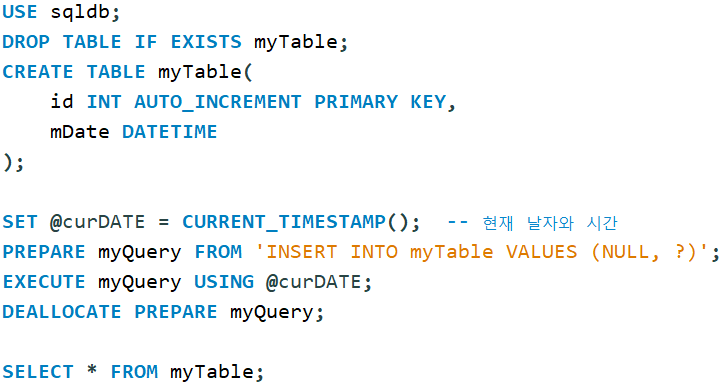 USE sqldb;
DROP TABLE IF EXISTS myTable;
CREATE TABLE myTable(
    id INT AUTO_INCREMENT PRIMARY KEY,
    mDate DATETIME
);

SET @curDATE = CURRENT_TIMESTAMP();  -- 현재 날자와 시간
PREPARE myQuery FROM 'INSERT INTO myTable VALUES (NULL, ?)';
EXECUTE myQuery USING @curDATE;
DEALLOCATE PREPARE myQuery;

SELECT * FROM myTable;